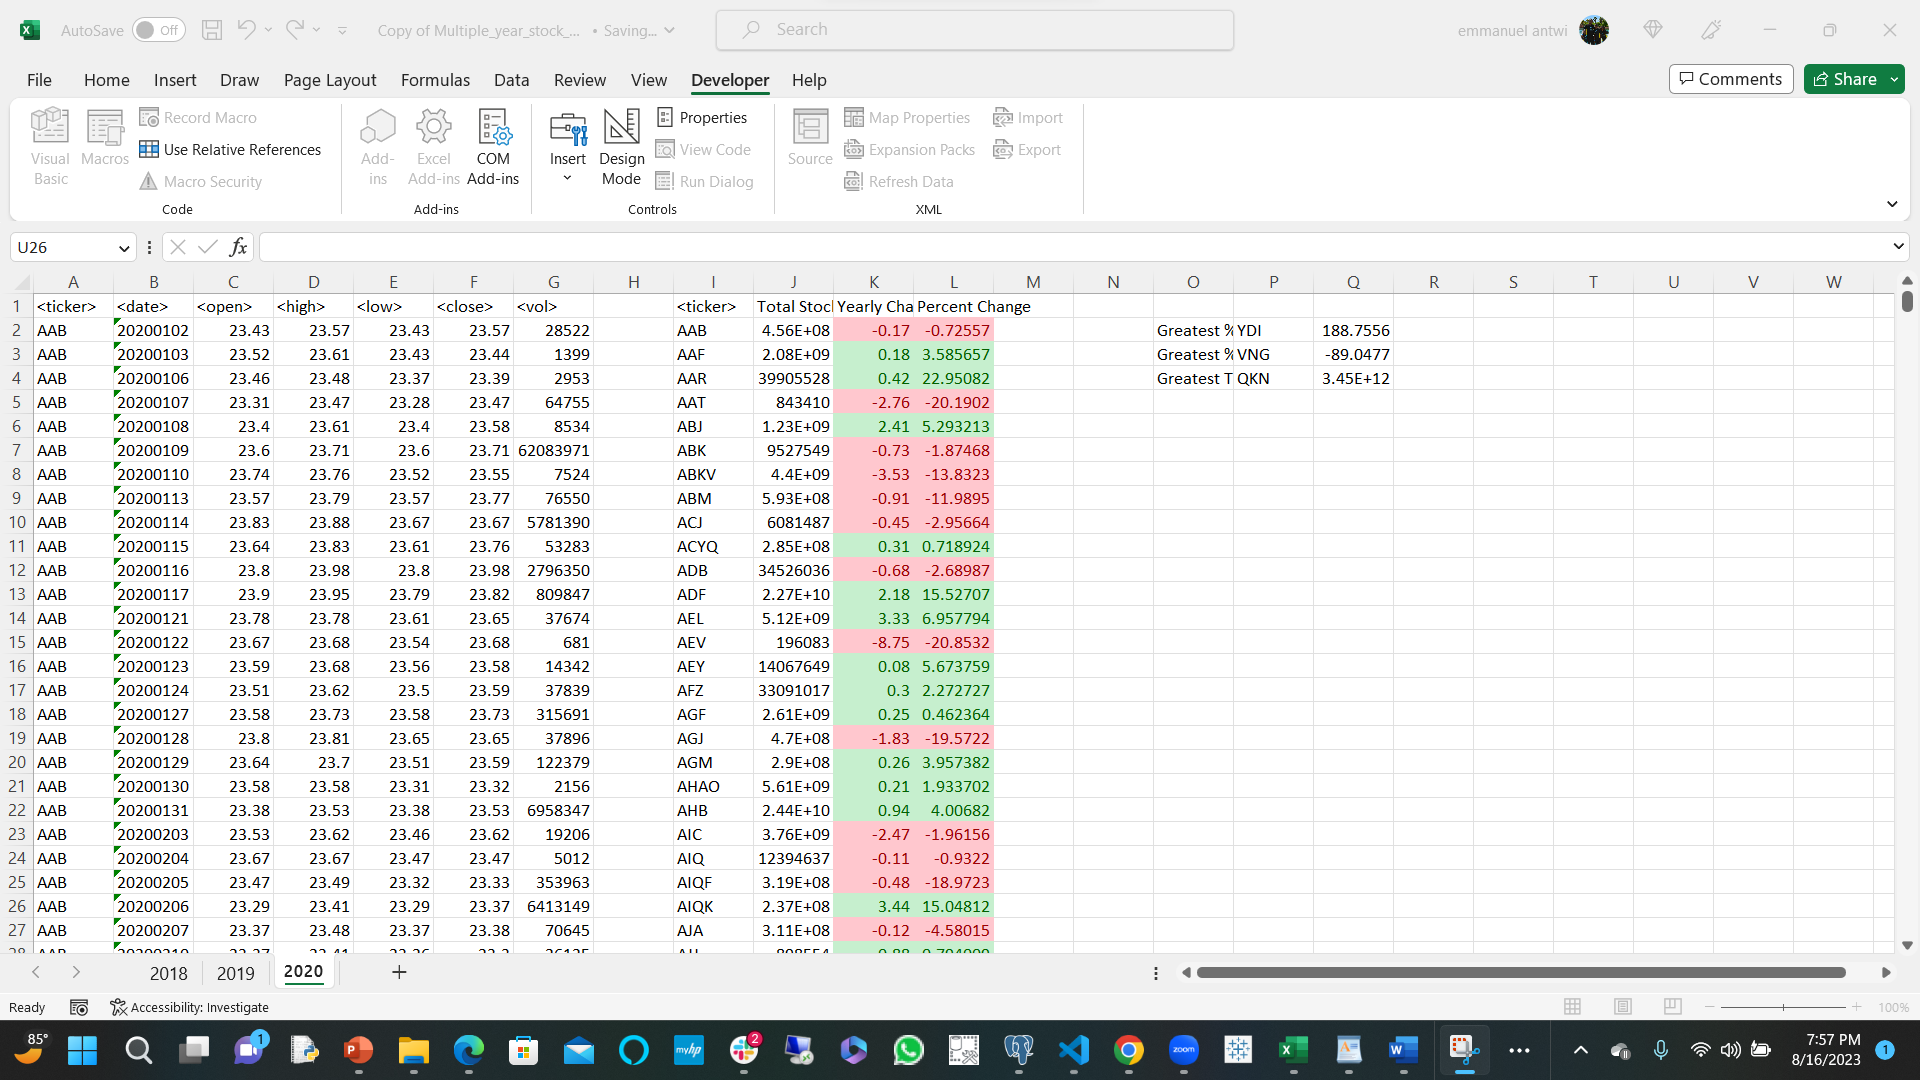 AutoSave Off Copy of Multiple_year_stock_... • Saving... Search emmanuel antwi
File Home Insert Draw Page Layout Formulas Data Review View Developer Help Comments Share
Visual Basic Macros Record Macro Use Relative References Macro Security Code
Add-ins Excel Add-ins COM Add-ins Add-ins
Insert Design Mode Properties View Code Run Dialog Controls
Source Map Properties Expansion Packs Refresh Data Import Export XML
U26 fx
A B C D E F G H I J K L M N O P Q R S T U V W
1 <ticker> <date> <open> <high> <low> <close> <vol> <ticker> Total Stoc Yearly Cha Percent Change
2 AAB 20200102 23.43 23.57 23.43 23.57 28522 AAB 4.56E+08 -0.17 -0.72557 Greatest % YDI 188.7556
3 AAB 20200103 23.52 23.61 23.43 23.44 1399 AAF 2.08E+09 0.18 3.585657 Greatest % VNG -89.0477
4 AAB 20200106 23.46 23.48 23.37 23.39 2953 AAR 39905528 0.42 22.95082 Greatest T QKN 3.45E+12
5 AAB 20200107 23.31 23.47 23.28 23.47 64755 AAT 843410 -2.76 -20.1902
6 AAB 20200108 23.4 23.61 23.4 23.58 8534 ABJ 1.23E+09 2.41 5.293213
7 AAB 20200109 23.6 23.71 23.6 23.71 62083971 ABK 9527549 -0.73 -1.87468
8 AAB 20200110 23.74 23.76 23.52 23.55 7524 ABKV 4.4E+09 -3.53 -13.8323
9 AAB 20200113 23.57 23.79 23.57 23.77 76550 ABM 5.93E+08 -0.91 -11.9895
10 AAB 20200114 23.83 23.88 23.67 23.67 5781390 ACJ 6081487 -0.45 -2.95664
11 AAB 20200115 23.64 23.83 23.61 23.76 53283 ACYQ 2.85E+08 0.31 0.718924
12 AAB 20200116 23.8 23.98 23.8 23.98 2796350 ADB 34526036 -0.68 -2.68987
13 AAB 20200117 23.9 23.95 23.79 23.82 809847 ADF 2.27E+10 2.18 15.52707
14 AAB 20200121 23.78 23.78 23.61 23.65 37674 AEL 5.12E+09 3.33 6.957794
15 AAB 20200122 23.67 23.68 23.54 23.68 681 AEV 196083 -8.75 -20.8532
16 AAB 20200123 23.59 23.68 23.56 23.58 14342 AEY 14067649 0.08 5.673759
17 AAB 20200124 23.51 23.62 23.5 23.59 37839 AFZ 33091017 0.3 2.272727
18 AAB 20200127 23.58 23.73 23.58 23.73 315691 AGF 2.61E+09 0.25 0.462364
19 AAB 20200128 23.8 23.81 23.65 23.65 37896 AGJ 4.7E+08 -1.83 -19.5722
20 AAB 20200129 23.64 23.7 23.51 23.59 122379 AGM 2.9E+08 0.26 3.957382
21 AAB 20200130 23.58 23.58 23.31 23.32 2156 AHAO 5.61E+09 0.21 1.933702
22 AAB 20200131 23.38 23.53 23.38 23.53 6958347 AHB 2.44E+10 0.94 4.00682
23 AAB 20200203 23.53 23.62 23.46 23.62 19206 AIC 3.76E+09 -2.47 -1.96156
24 AAB 20200204 23.67 23.67 23.47 23.47 5012 AIQ 12394637 -0.11 -0.9322
25 AAB 20200205 23.47 23.49 23.32 23.33 353963 AIQF 3.19E+08 -0.48 -18.9723
26 AAB 20200206 23.29 23.41 23.29 23.37 6413149 AIQK 2.37E+08 3.44 15.04812
27 AAB 20200207 23.37 23.48 23.37 23.38 70645 AJA 3.11E+08 -0.12 -4.58015
2018 2019 2020
Ready Accessibility: Investigate 100%
85° 1 myhp 2 zoom 7:57 PM 1
8/16/2023